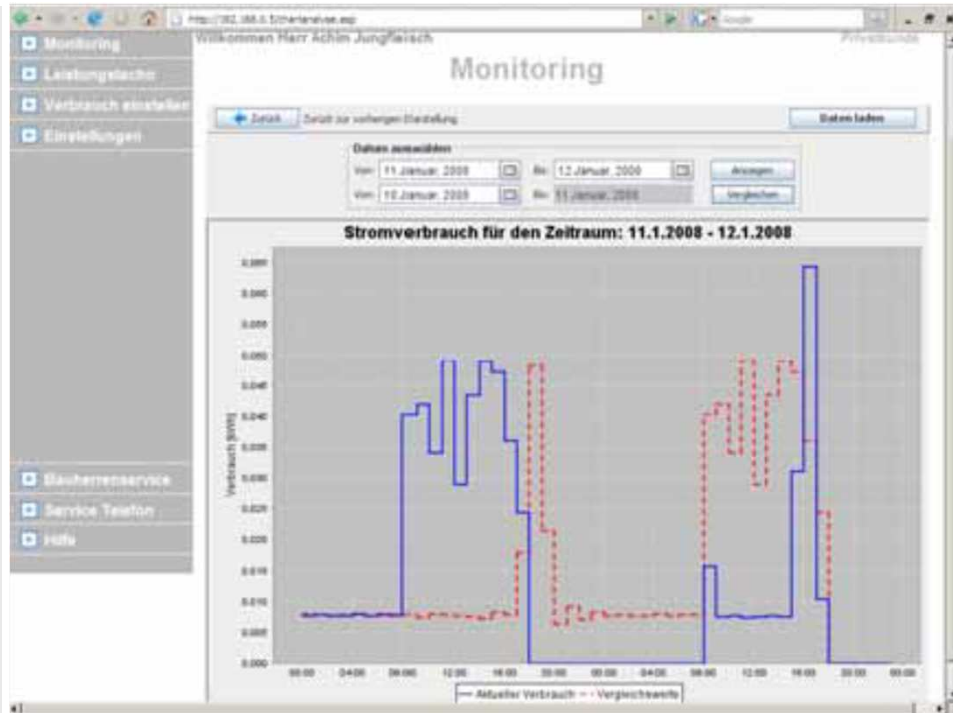 Monitoring
Leistungstacho
Verbrauch einstellen
Einstellungen
Bauherrenservice
Service Telefon
Hilfe
Willkommen Herr Achim Jungfleisch
Privatkunde
Monitoring
Zurück Zurück zur vorherigen Darstellung
Daten laden
Datum auswählen
Von: 11 Januar, 2008 Bis: 12 Januar, 2008 Anzeigen
Von: 10 Januar, 2008 Bis: 11 Januar, 2008 Vergleichen
Stromverbrauch für den Zeitraum: 11.1.2008 - 12.1.2008
Verbrauch [kWh]
0.065
0.060
0.055
0.050
0.045
0.040
0.035
0.030
0.025
0.020
0.015
0.010
0.005
0.000
00:00 04:00 08:00 12:00 16:00 20:00 00:00 04:00 08:00 12:00 16:00 20:00 00:00
Aktueller Verbrauch Vergleichswerte